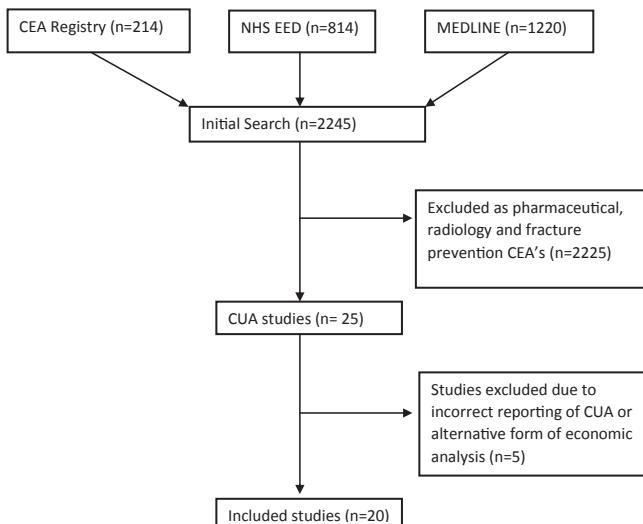 CEA Registry (n=214)
NHS EED (n=814)
MEDLINE (n=1220)
Initial Search (n=2245)
Excluded as pharmaceutical,
radiology and fracture
prevention CEA's (n=2225)
CUA studies (n= 25)
Studies excluded due to
incorrect reporting of CUA or
alternative form of economic
analysis (n=5)
Included studies (n=20)